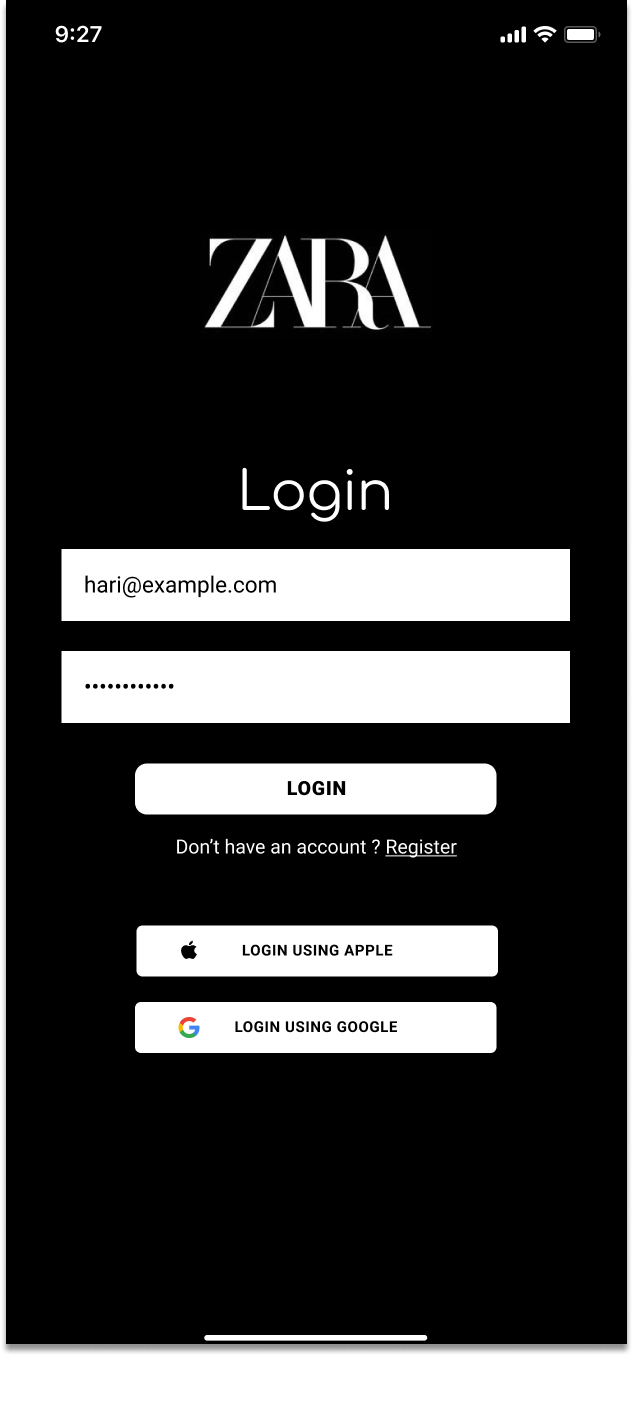 9:27
ZARA
Login
hari@example.com
••••••••••••
LOGIN
Don't have an account ? Register
LOGIN USING APPLE
LOGIN USING GOOGLE